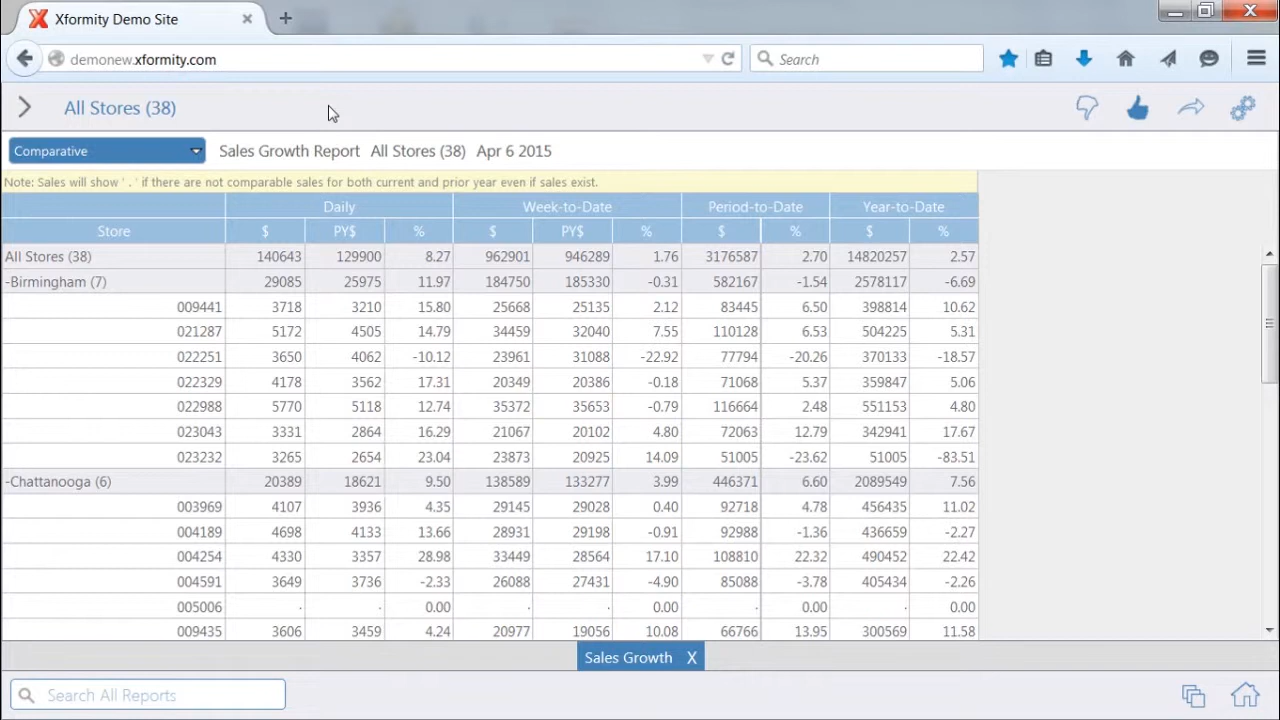 Xformity Demo Site
demonew.xformity.com
Search
All Stores (38)
Comparative Sales Growth Report All Stores (38) Apr 6 2015
Note: Sales will show ' . ' if there are not comparable sales for both current and prior year even if sales exist.
Daily Week-to-Date Period-to-Date Year-to-Date
Store $ PY$ % $ PY$ % $ % $ %
All Stores (38) 140643 129900 8.27 962901 946289 1.76 3176587 2.70 14820257 2.57
-Birmingham (7) 29085 25975 11.97 184750 185330 -0.31 582167 -1.54 2578117 -6.69
009441 3718 3210 15.80 25668 25135 2.12 83445 6.50 398814 10.62
021287 5172 4505 14.79 34459 32040 7.55 110128 6.53 504225 5.31
022251 3650 4062 -10.12 23961 31088 -22.92 77794 -20.26 370133 -18.57
022329 4178 3562 17.31 20349 20386 -0.18 71068 5.37 359847 5.06
022988 5770 5118 12.74 35372 35653 -0.79 116664 2.48 551153 4.80
023043 3331 2864 16.29 21067 20102 4.80 72063 12.79 342941 17.67
023232 3265 2654 23.04 23873 20925 14.09 51005 -23.62 51005 -83.51
-Chattanooga (6) 20389 18621 9.50 138589 133277 3.99 446371 6.60 2089549 7.56
003969 4107 3936 4.35 29145 29028 0.40 92718 4.78 456435 11.02
004189 4698 4133 13.66 28931 29198 -0.91 92988 -1.36 436659 -2.27
004254 4330 3357 28.98 33449 28564 17.10 108810 22.32 490452 22.42
004591 3649 3736 -2.33 26088 27431 -4.90 85088 -3.78 405434 -2.26
005006 . . 0.00 . . 0.00 . 0.00 . 0.00
009435 3606 3459 4.24 20977 19056 10.08 66766 13.95 300569 11.58
Sales Growth X
Search All Reports